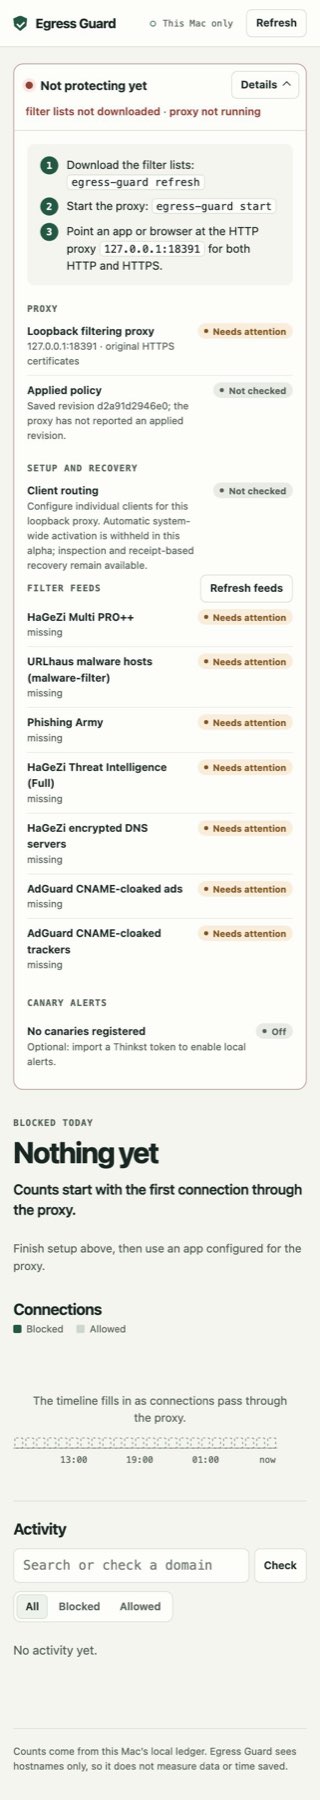 Egress Guard
This Mac only
Refresh
Not protecting yet
Details
filter lists not downloaded · proxy not running
1 Download the filter lists:
egress-guard refresh
2 Start the proxy: egress-guard start
3 Point an app or browser at the HTTP
proxy 127.0.0.1:18391 for both
HTTP and HTTPS.
PROXY
Loopback filtering proxy
Needs attention
127.0.0.1:18391 · original HTTPS
certificates
Applied policy
Not checked
Saved revision d2a91d2946e0; the
proxy has not reported an applied
revision.
SETUP AND RECOVERY
Client routing
Not checked
Configure individual clients for this
loopback proxy. Automatic system-
wide activation is withheld in this
alpha; inspection and receipt-based
recovery remain available.
FILTER FEEDS
Refresh feeds
HaGeZi Multi PRO++
Needs attention
missing
URLhaus malware hosts
Needs attention
(malware-filter)
missing
Phishing Army
Needs attention
missing
HaGeZi Threat Intelligence
Needs attention
(Full)
missing
HaGeZi encrypted DNS
Needs attention
servers
missing
AdGuard CNAME-cloaked ads
Needs attention
missing
AdGuard CNAME-cloaked
Needs attention
trackers
missing
CANARY ALERTS
No canaries registered
Off
Optional: import a Thinkst token to enable local
alerts.
BLOCKED TODAY
Nothing yet
Counts start with the first connection through
the proxy.
Finish setup above, then use an app configured for the
proxy.
Connections
Blocked Allowed
The timeline fills in as connections pass through
the proxy.
13:00 19:00 01:00 now
Activity
Search or check a domain
Check
All Blocked Allowed
No activity yet.
Counts come from this Mac's local ledger. Egress Guard sees
hostnames only, so it does not measure data or time saved.